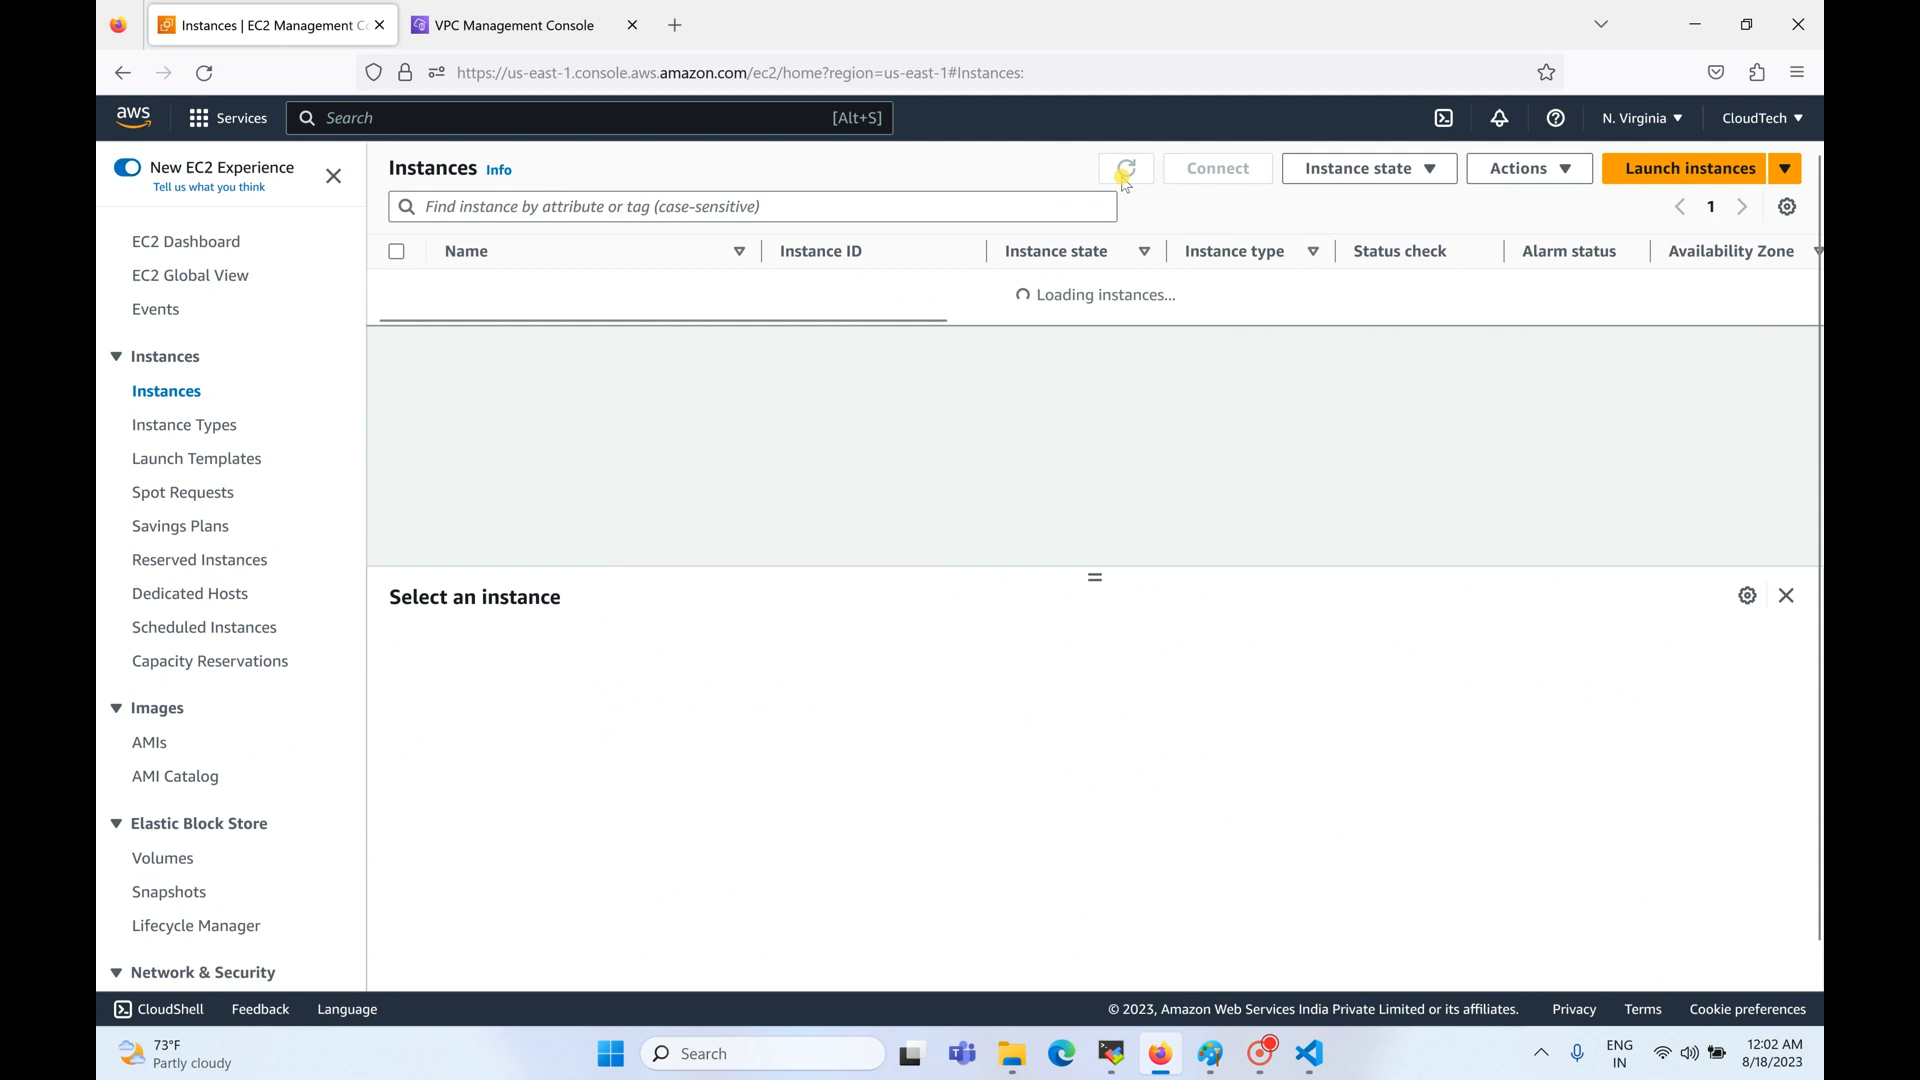 Instances | EC2 Management Co
VPC Management Console
https://us-east-1.console.aws.amazon.com/ec2/home?region=us-east-1#Instances:
aws
Services
Search
[Alt+S]
N. Virginia
CloudTech
New EC2 Experience
Tell us what you think
EC2 Dashboard
EC2 Global View
Events
Instances
Instances
Instance Types
Launch Templates
Spot Requests
Savings Plans
Reserved Instances
Dedicated Hosts
Scheduled Instances
Capacity Reservations
Images
AMIs
AMI Catalog
Elastic Block Store
Volumes
Snapshots
Lifecycle Manager
Network & Security
Instances Info
Connect
Instance state
Actions
Launch instances
Find instance by attribute or tag (case-sensitive)
1
Name
Instance ID
Instance state
Instance type
Status check
Alarm status
Availability Zone
Loading instances...
Select an instance
CloudShell
Feedback
Language
© 2023, Amazon Web Services India Private Limited or its affiliates.
Privacy
Terms
Cookie preferences
73°F
Partly cloudy
Search
ENG
IN
12:02 AM
8/18/2023